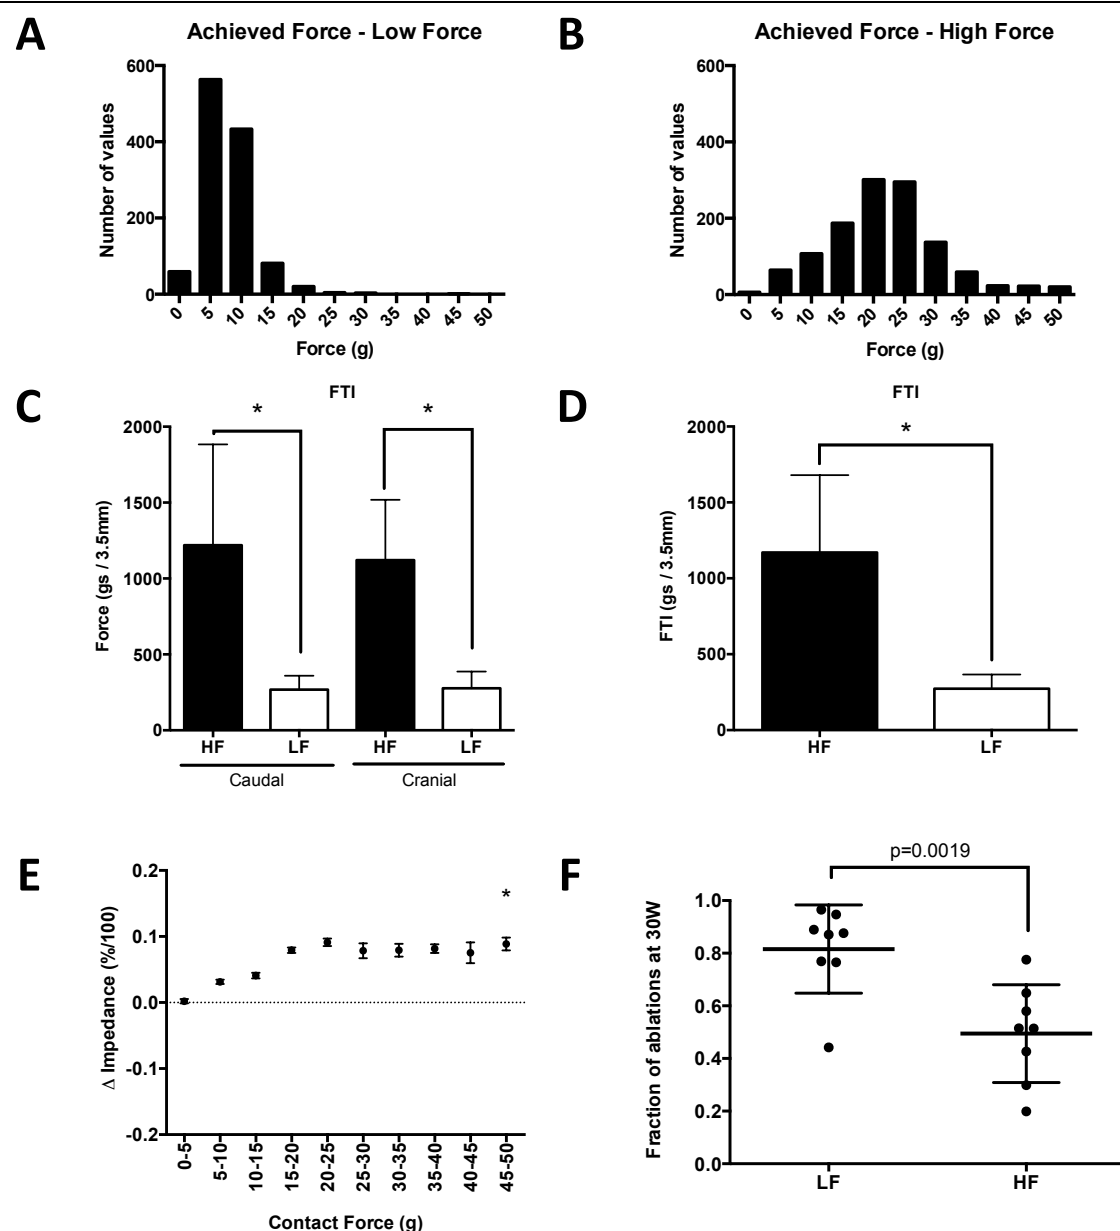 A
Achieved Force - Low Force
Number of values
600
400
200
0
0 5 10 15 20 25 30 35 40 45 50
Force (g)
B
Achieved Force - High Force
Number of values
600
400
200
0
0 5 10 15 20 25 30 35 40 45 50
Force (g)
C
FTI
Force (gs / 3.5mm)
2000
1500
1000
500
0
* *
HF LF HF LF
Caudal Cranial
D
FTI
FTI (gs / 3.5mm)
2000
1500
1000
500
0
*
HF LF
E
Δ Impedance (%/100)
0.2
0.1
0.0
-0.1
-0.2
*
0-5 5-10 10-15 15-20 20-25 25-30 30-35 35-40 40-45 45-50
Contact Force (g)
F
p=0.0019
Fraction of ablations at 30W
1.0
0.8
0.6
0.4
0.2
0.0
LF HF